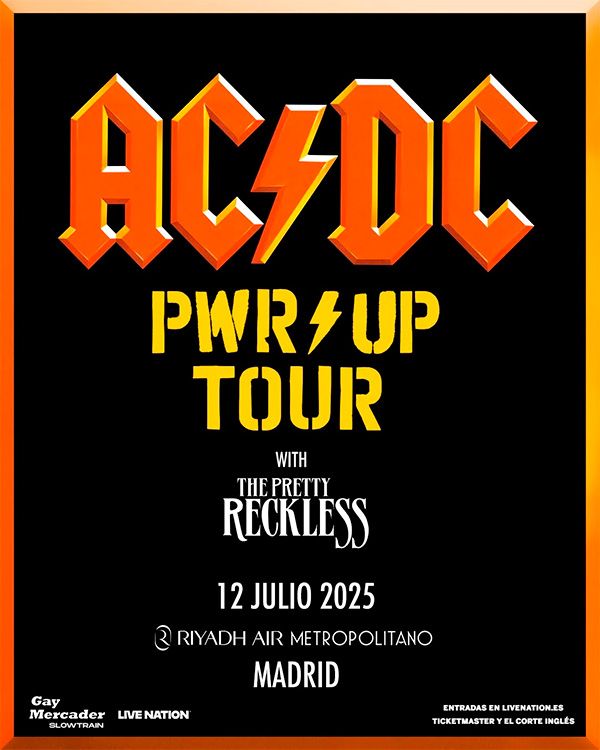 AC⚡DC
PWR⚡UP
TOUR
WITH
THE PRETTY
RECKLESS
12 JULIO 2025
RIYADH AIR METROPOLITANO
MADRID
Gay
Mercader
SLOWTRAIN
LIVE NATION
ENTRADAS EN LIVENATION.ES
TICKETMASTER Y EL CORTE INGLÉS